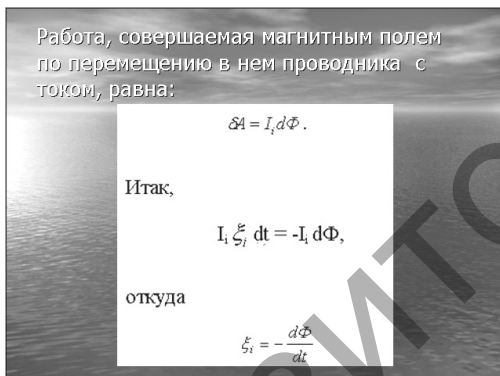 Работа, совершаемая магнитным полем
по перемещению в нем проводника с
током, равна:
δA = I_i dΦ.
Итак,
I_i ξ_i dt = -I_i dΦ,
откуда
ξ_i = - dΦ/dt